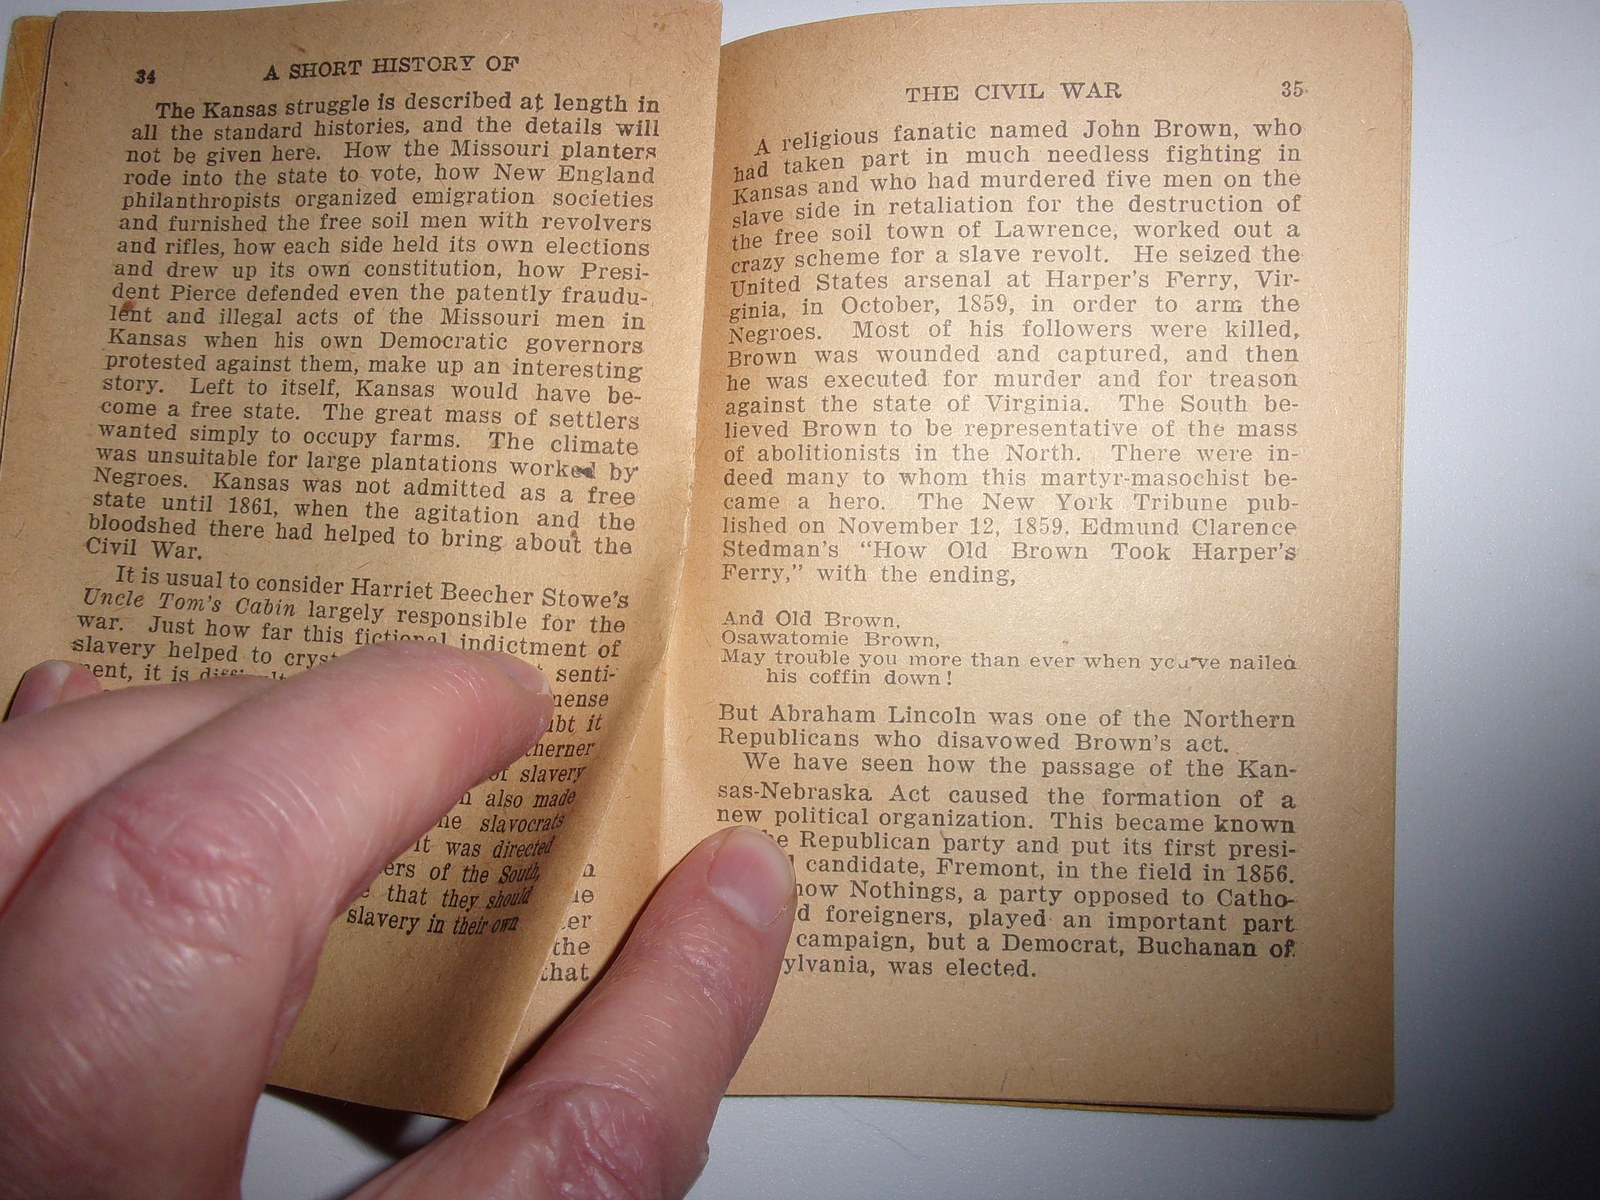 34
A SHORT HISTORY OF
The Kansas struggle is described at length in
all the standard histories, and the details will
not be given here. How the Missouri planters
rode into the state to vote, how New England
philanthropists organized emigration societies
and furnished the free soil men with revolvers
and rifles, how each side held its own elections
and drew up its own constitution, how Presi-
dent Pierce defended even the patently fraudu-
lent and illegal acts of the Missouri men in
Kansas when his own Democratic governors
protested against them, make up an interesting
story. Left to itself, Kansas would have be-
come a free state. The great mass of settlers
wanted simply to occupy farms. The climate
was unsuitable for large plantations worked by
Negroes. Kansas was not admitted as a free
state until 1861, when the agitation and the
bloodshed there had helped to bring about the
Civil War.
It is usual to consider Harriet Beecher Stowe's
Uncle Tom's Cabin largely responsible for the
war. Just how far this fictional indictment of
slavery helped to senti-
it is
it
of slavery
also made
slavocrats
it was directed
of the South,
that they should
slavery in their own
the
that
THE CIVIL WAR
35
A religious fanatic named John Brown, who
had taken part in much needless fighting in
Kansas and who had murdered five men on the
slave side in retaliation for the destruction of
the free soil town of Lawrence, worked out a
crazy scheme for a slave revolt. He seized the
United States arsenal at Harper's Ferry, Vir-
ginia, in October, 1859, in order to arm the
Negroes. Most of his followers were killed,
Brown was wounded and captured, and then
he was executed for murder and for treason
against the state of Virginia. The South be-
lieved Brown to be representative of the mass
of abolitionists in the North. There were in-
deed many to whom this martyr-masochist be-
came a hero. The New York Tribune pub-
lished on November 12, 1859, Edmund Clarence
Stedman's "How Old Brown Took Harper's
Ferry," with the ending,
And Old Brown,
Osawatomie Brown,
May trouble you more than ever when you've nailed
his coffin down!
But Abraham Lincoln was one of the Northern
Republicans who disavowed Brown's act.
We have seen how the passage of the Kan-
sas-Nebraska Act caused the formation of a
new political organization. This became known
Republican party and put its first presi-
candidate, Fremont, in the field in 1856.
Nothings, a party opposed to Catho-
foreigners, played an important part
campaign, but a Democrat, Buchanan of
was elected.